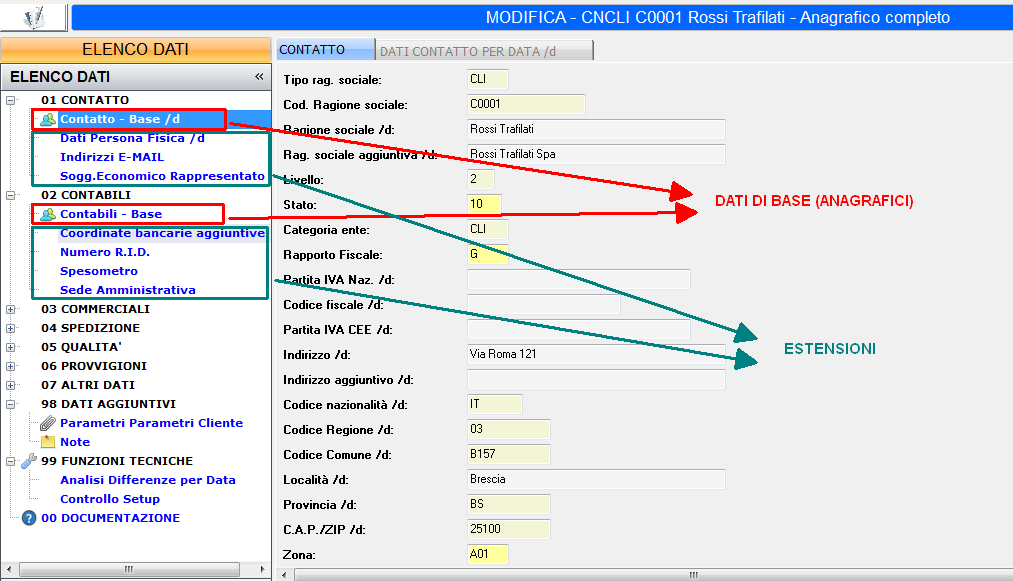 MODIFICA - CNCLI C0001 Rossi Trafilati - Anagrafico completo
ELENCO DATI
ELENCO DATI «
01 CONTATTO
Contatto - Base /d
Dati Persona Fisica /d
Indirizzi E-MAIL
Sogg.Economico Rappresentato
02 CONTABILI
Contabili - Base
Coordinate bancarie aggiuntive
Numero R.I.D.
Spesometro
Sede Amministrativa
03 COMMERCIALI
04 SPEDIZIONE
05 QUALITA'
06 PROVVIGIONI
07 ALTRI DATI
98 DATI AGGIUNTIVI
Parametri Parametri Cliente
Note
99 FUNZIONI TECNICHE
Analisi Differenze per Data
Controllo Setup
00 DOCUMENTAZIONE
CONTATTO
DATI CONTATTO PER DATA /d
Tipo rag. sociale: CLI
Cod. Ragione sociale: C0001
Ragione sociale /d: Rossi Trafilati
Rag. sociale aggiuntiva /d: Rossi Trafilati Spa
Livello: 2
Stato: 10
Categoria ente: CLI
Rapporto Fiscale: G
Partita IVA Naz. /d:
Codice fiscale /d:
Partita IVA CEE /d:
Indirizzo /d: Via Roma 121
Indirizzo aggiuntivo /d:
Codice nazionalità /d: IT
Codice Regione /d: 03
Codice Comune /d: B157
Località /d: Brescia
Provincia /d: BS
C.A.P./ZIP /d: 25100
Zona: A01
DATI DI BASE (ANAGRAFICI)
ESTENSIONI